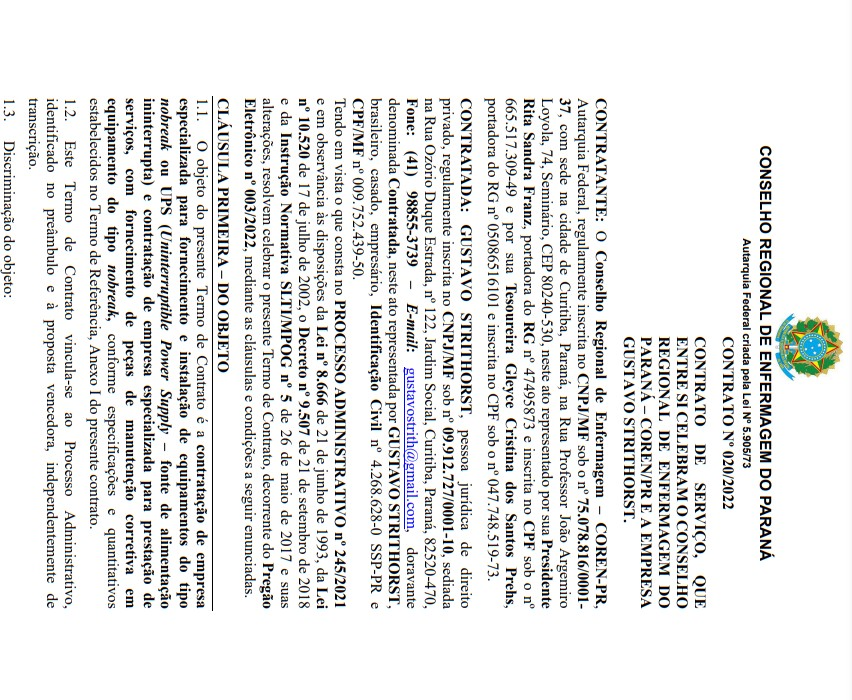 CONSELHO REGIONAL DE ENFERMAGEM DO PARANÁ
Autarquia Federal criada pela Lei Nº 5.905/73
CONTRATO Nº 020/2022
CONTRATO DE SERVIÇO, QUE
ENTRE SI CELEBRAM O CONSELHO
REGIONAL DE ENFERMAGEM DO
PARANÁ – COREN/PR E A EMPRESA
GUSTAVO STRITHORST.
CONTRATANTE: O Conselho Regional de Enfermagem – COREN-PR,
Autarquia Federal, regularmente inscrita no CNPJ/MF sob o nº 75.078.816/0001-
37, com sede na cidade de Curitiba, Paraná, na Rua Professor João Argemiro
Loyola, 74, Seminário, CEP 80240-530, neste ato representado por sua Presidente
Rita Sandra Franz, portadora do RG nº 47495873 e inscrita no CPF sob o nº
665.517.309-49 e por sua Tesoureira Gleyce Cristina dos Santos Prehs,
portadora do RG nº 05086516101 e inscrita no CPF sob o nº 047.748.519-73.
CONTRATADA: GUSTAVO STRITHORST, pessoa jurídica de direito
privado, regularmente inscrita no CNPJ/MF sob nº 09.912.727/0001-10, sediada
na Rua Ozório Duque Estrada, nº 122, Jardim Social, Curitiba, Paraná, 82520-470,
Fone: (41) 98855-3739 – E-mail: gustavostrith@gmail.com, doravante
denominada Contratada, neste ato representada por GUSTAVO STRITHORST,
brasileiro, casado, empresário, Identificação Civil nº 4.268.628-0 SSP-PR e
CPF/MF nº 009.752.439-50.
Tendo em vista o que consta no PROCESSO ADMINISTRATIVO nº 245/2021
e em observância às disposições da Lei nº 8.666 de 21 de junho de 1993, da Lei
nº 10.520 de 17 de julho de 2002, o Decreto nº 9.507 de 21 de setembro de 2018
e da Instrução Normativa SLTI/MPOG nº 5 de 26 de maio de 2017 e suas
alterações, resolvem celebrar o presente Termo de Contrato, decorrente do Pregão
Eletrônico nº 003/2022, mediante as cláusulas e condições a seguir enunciadas.
CLÁUSULA PRIMEIRA – DO OBJETO
1.1. O objeto do presente Termo de Contrato é a contratação de empresa
especializada para fornecimento e instalação de equipamentos do tipo
nobreak ou UPS (Uninterruptible Power Supply – fonte de alimentação
ininterrupta) e contratação de empresa especializada para prestação de
serviços, com fornecimento de peças de manutenção corretiva em
equipamento do tipo nobreak, conforme especificações e quantitativos
estabelecidos no Termo de Referência, Anexo I do presente contrato.
1.2. Este Termo de Contrato vincula-se ao Processo Administrativo,
identificado no preâmbulo e à proposta vencedora, independentemente de
transcrição.
1.3. Discriminação do objeto: